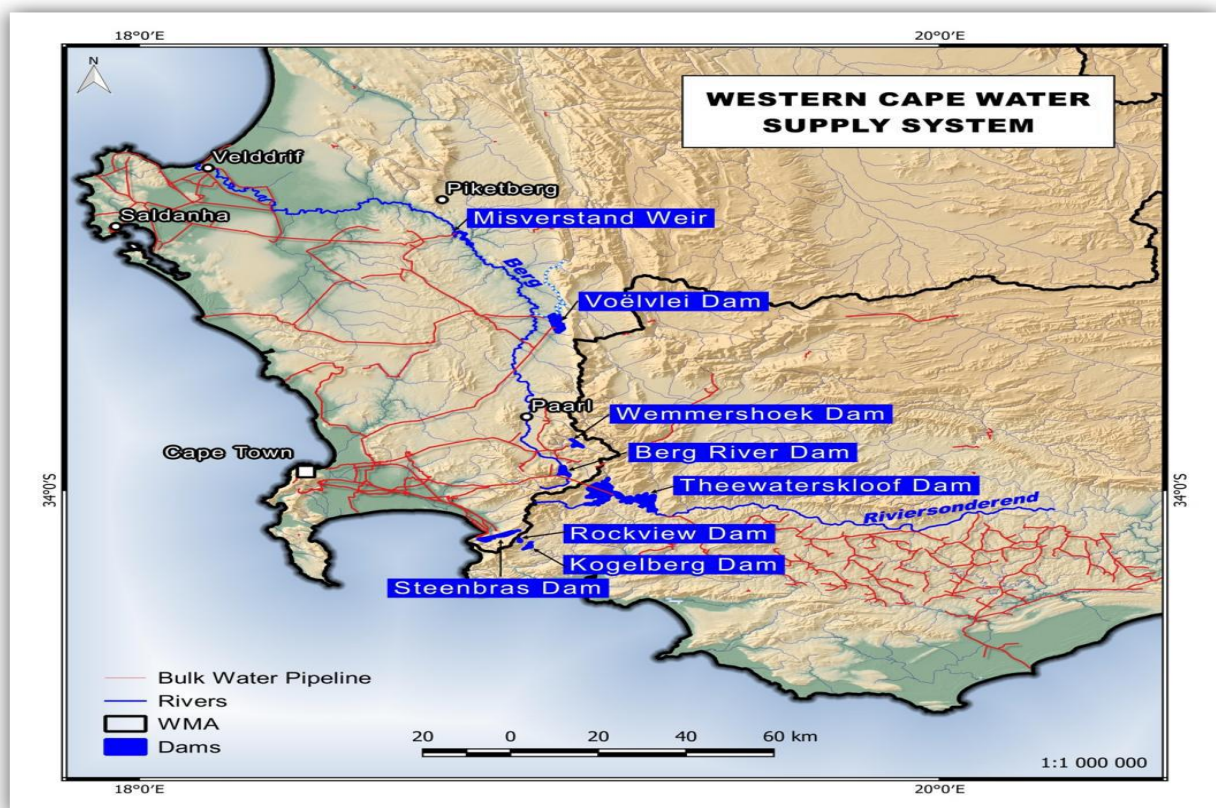 18°0'E
20°0'E
N
WESTERN CAPE WATER
SUPPLY SYSTEM
Velddrif
Piketberg
Saldanha
Misverstand Weir
Berg
Voëlvlei Dam
Paarl
Wemmershoek Dam
Cape Town
Berg River Dam
34°0'S
34°0'S
Theewaterskloof Dam
Riviersonderend
Rockview Dam
Kogelberg Dam
Steenbras Dam
Bulk Water Pipeline
Rivers
WMA
Dams
20 0 20 40 60 km
1:1 000 000
18°0'E
20°0'E